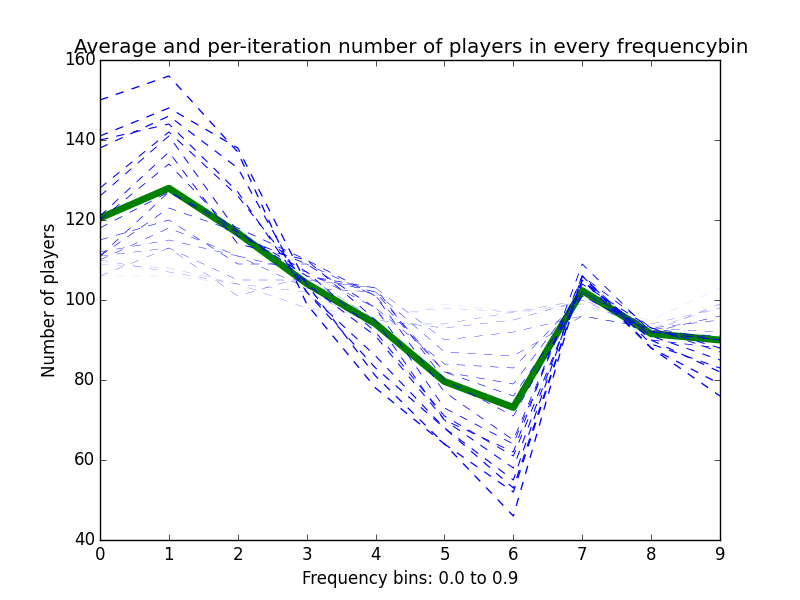 Average and per-iteration number of players in every frequencybin
160
140
120
100
80
60
40
Number of players
0 1 2 3 4 5 6 7 8 9
Frequency bins: 0.0 to 0.9